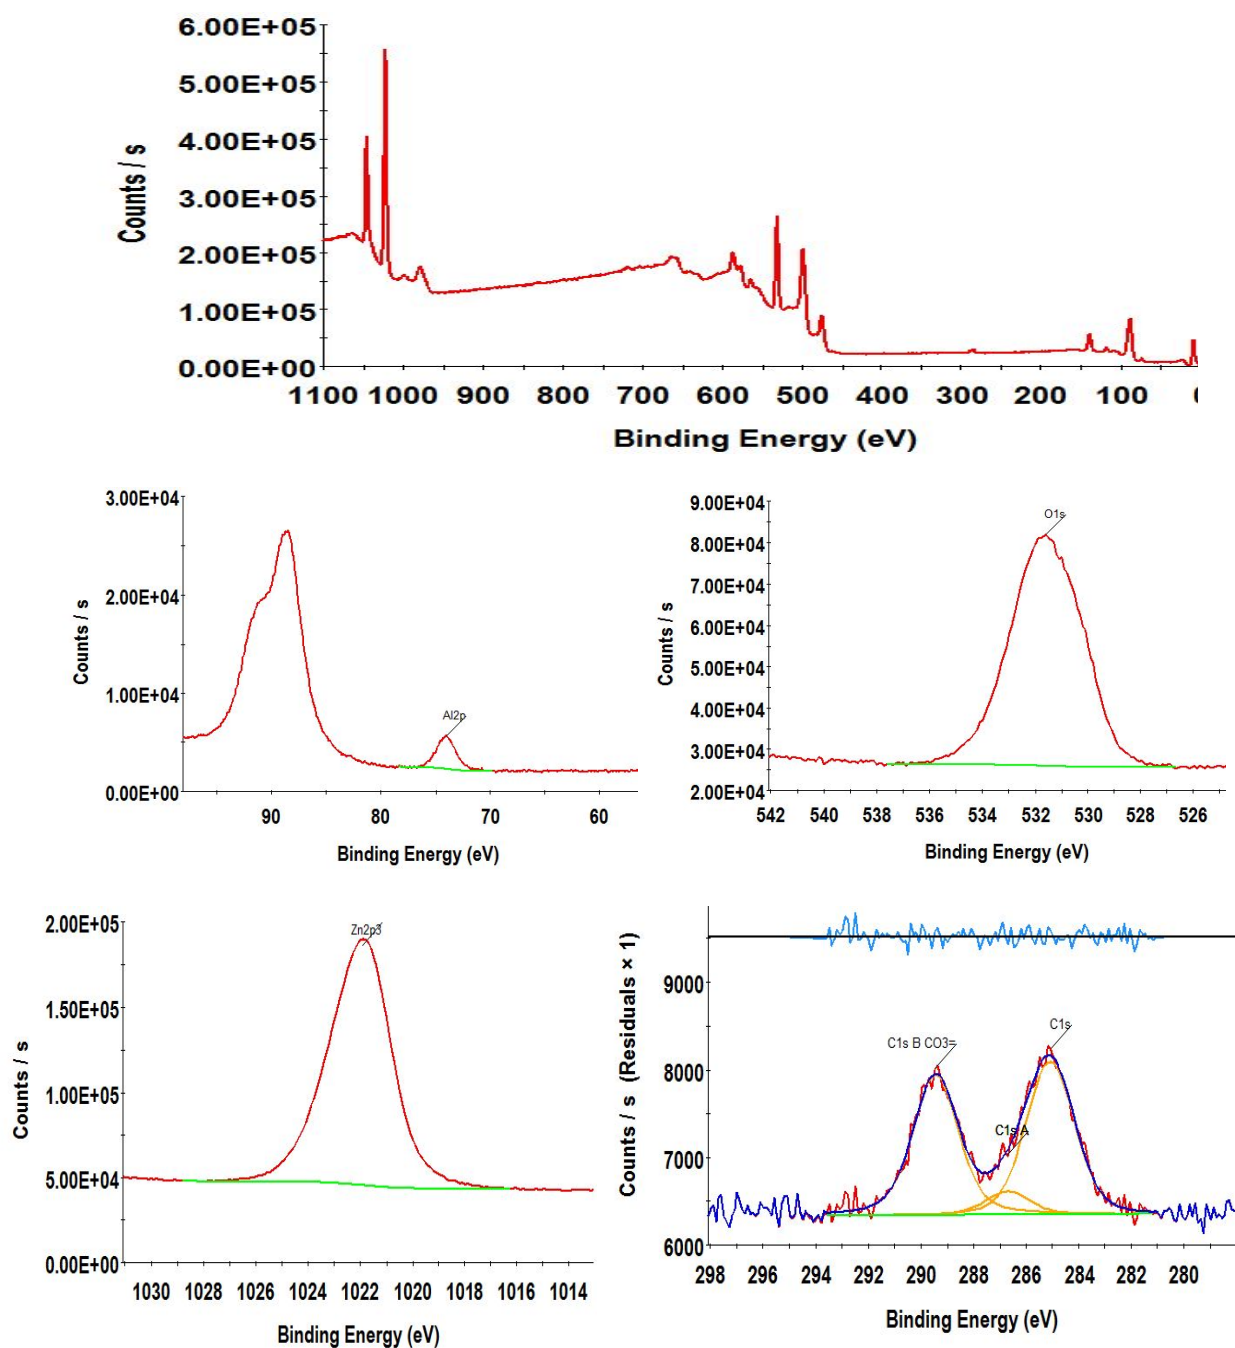 6.00E+05
5.00E+05
4.00E+05
3.00E+05
2.00E+05
1.00E+05
0.00E+00
Counts / s
1100 1000 900 800 700 600 500 400 300 200 100
Binding Energy (eV)
3.00E+04
2.00E+04
1.00E+04
0.00E+00
Counts / s
Al2p
90 80 70 60
Binding Energy (eV)
9.00E+04
8.00E+04
7.00E+04
6.00E+04
5.00E+04
4.00E+04
3.00E+04
2.00E+04
Counts / s
O1s
542 540 538 536 534 532 530 528 526
Binding Energy (eV)
2.00E+05
1.50E+05
1.00E+05
5.00E+04
0.00E+00
Counts / s
Zn2p3
1030 1028 1026 1024 1022 1020 1018 1016 1014
Binding Energy (eV)
9000
8000
7000
6000
Counts / s (Residuals × 1)
C1s B CO3=
C1s A
C1s
298 296 294 292 290 288 286 284 282 280
Binding Energy (eV)